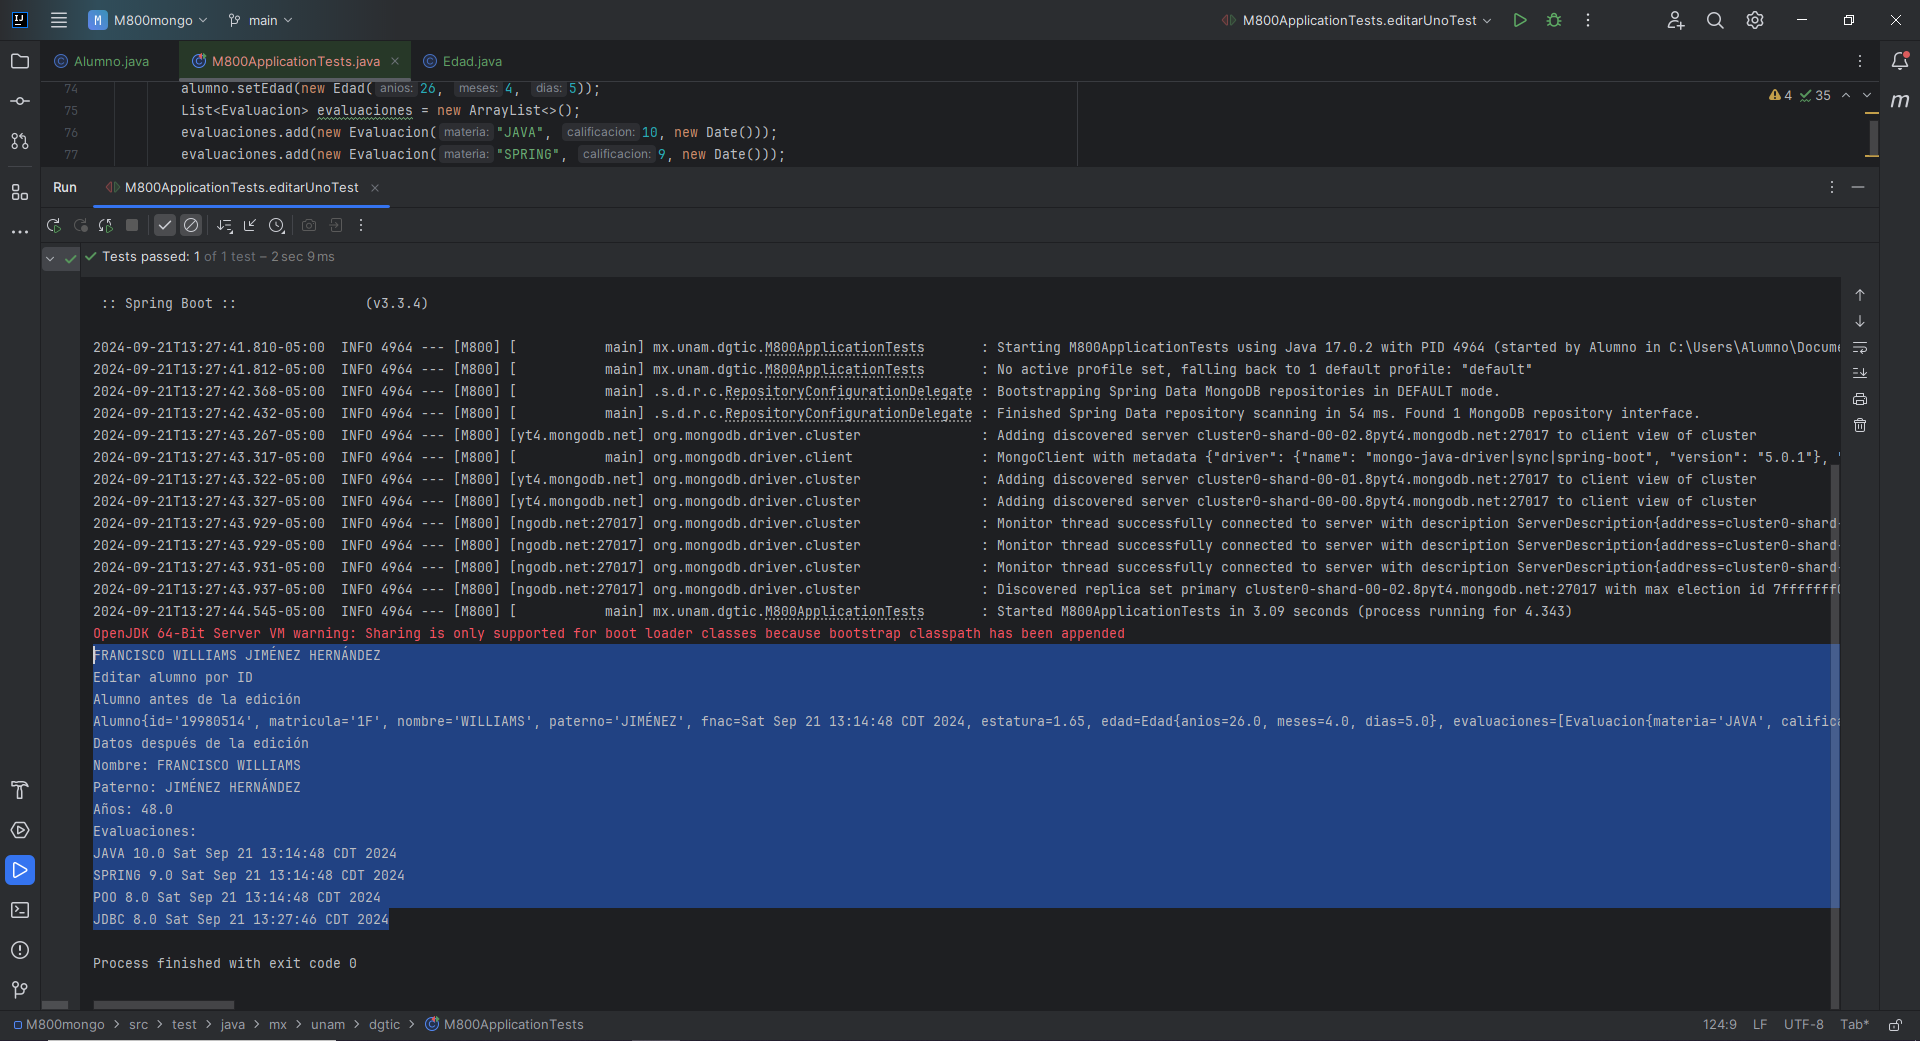 M M800mongo main M800ApplicationTests.editarUnoTest
Alumno.java M800ApplicationTests.java Edad.java
74 alumno.setEdad(new Edad( anios: 26, meses: 4, dias: 5));
75 List<Evaluacion> evaluaciones = new ArrayList<>();
76 evaluaciones.add(new Evaluacion( materia: "JAVA", calificacion: 10, new Date()));
77 evaluaciones.add(new Evaluacion( materia: "SPRING", calificacion: 9, new Date()));
4 35
Run M800ApplicationTests.editarUnoTest
Tests passed: 1 of 1 test – 2 sec 9 ms
:: Spring Boot :: (v3.3.4)
2024-09-21T13:27:41.810-05:00 INFO 4964 --- [M800] [ main] mx.unam.dgtic.M800ApplicationTests : Starting M800ApplicationTests using Java 17.0.2 with PID 4964 (started by Alumno in C:\Users\Alumno\Docume
2024-09-21T13:27:41.812-05:00 INFO 4964 --- [M800] [ main] mx.unam.dgtic.M800ApplicationTests : No active profile set, falling back to 1 default profile: "default"
2024-09-21T13:27:42.368-05:00 INFO 4964 --- [M800] [ main] .s.d.r.c.RepositoryConfigurationDelegate : Bootstrapping Spring Data MongoDB repositories in DEFAULT mode.
2024-09-21T13:27:42.432-05:00 INFO 4964 --- [M800] [ main] .s.d.r.c.RepositoryConfigurationDelegate : Finished Spring Data repository scanning in 54 ms. Found 1 MongoDB repository interface.
2024-09-21T13:27:43.267-05:00 INFO 4964 --- [M800] [yt4.mongodb.net] org.mongodb.driver.cluster : Adding discovered server cluster0-shard-00-02.8pyt4.mongodb.net:27017 to client view of cluster
2024-09-21T13:27:43.317-05:00 INFO 4964 --- [M800] [ main] org.mongodb.driver.client : MongoClient with metadata {"driver": {"name": "mongo-java-driver|sync|spring-boot", "version": "5.0.1"}, "
2024-09-21T13:27:43.322-05:00 INFO 4964 --- [M800] [yt4.mongodb.net] org.mongodb.driver.cluster : Adding discovered server cluster0-shard-00-01.8pyt4.mongodb.net:27017 to client view of cluster
2024-09-21T13:27:43.327-05:00 INFO 4964 --- [M800] [yt4.mongodb.net] org.mongodb.driver.cluster : Adding discovered server cluster0-shard-00-00.8pyt4.mongodb.net:27017 to client view of cluster
2024-09-21T13:27:43.929-05:00 INFO 4964 --- [M800] [ngodb.net:27017] org.mongodb.driver.cluster : Monitor thread successfully connected to server with description ServerDescription{address=cluster0-shard-
2024-09-21T13:27:43.929-05:00 INFO 4964 --- [M800] [ngodb.net:27017] org.mongodb.driver.cluster : Monitor thread successfully connected to server with description ServerDescription{address=cluster0-shard-
2024-09-21T13:27:43.931-05:00 INFO 4964 --- [M800] [ngodb.net:27017] org.mongodb.driver.cluster : Monitor thread successfully connected to server with description ServerDescription{address=cluster0-shard-
2024-09-21T13:27:43.937-05:00 INFO 4964 --- [M800] [ngodb.net:27017] org.mongodb.driver.cluster : Discovered replica set primary cluster0-shard-00-02.8pyt4.mongodb.net:27017 with max election id 7fffffff0
2024-09-21T13:27:44.545-05:00 INFO 4964 --- [M800] [ main] mx.unam.dgtic.M800ApplicationTests : Started M800ApplicationTests in 3.09 seconds (process running for 4.343)
OpenJDK 64-Bit Server VM warning: Sharing is only supported for boot loader classes because bootstrap classpath has been appended
FRANCISCO WILLIAMS JIMÉNEZ HERNÁNDEZ
Editar alumno por ID
Alumno antes de la edición
Alumno{id='19980514', matricula='1F', nombre='WILLIAMS', paterno='JIMÉNEZ', fnac=Sat Sep 21 13:14:48 CDT 2024, estatura=1.65, edad=Edad{anios=26.0, meses=4.0, dias=5.0}, evaluaciones=[Evaluacion{materia='JAVA', califica
Datos después de la edición
Nombre: FRANCISCO WILLIAMS
Paterno: JIMÉNEZ HERNÁNDEZ
Años: 48.0
Evaluaciones:
JAVA 10.0 Sat Sep 21 13:14:48 CDT 2024
SPRING 9.0 Sat Sep 21 13:14:48 CDT 2024
POO 8.0 Sat Sep 21 13:14:48 CDT 2024
JDBC 8.0 Sat Sep 21 13:27:46 CDT 2024
Process finished with exit code 0
M800mongo > src > test > java > mx > unam > dgtic > M800ApplicationTests 124:9 LF UTF-8 Tab*